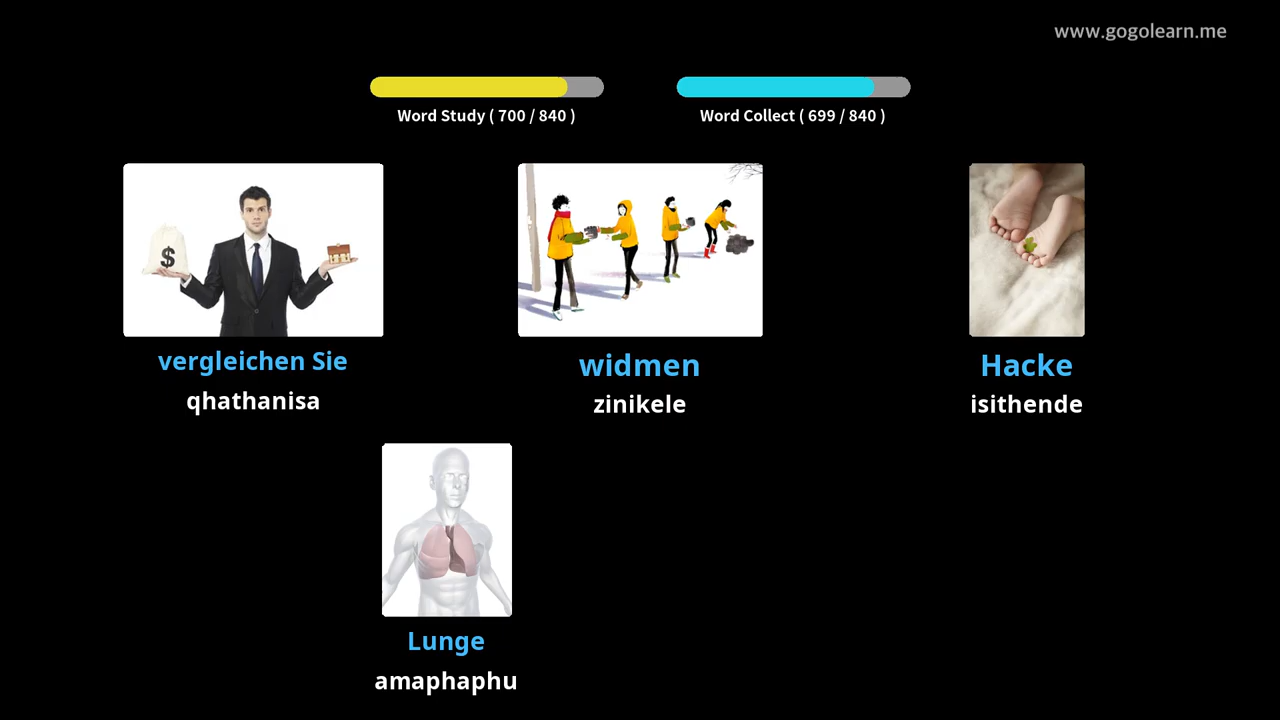 www.gogolearn.me
Word Study ( 700 / 840 )
Word Collect ( 699 / 840 )
vergleichen Sie
qhathanisa
widmen
zinikele
Hacke
isithende
$
Lunge
amaphaphu